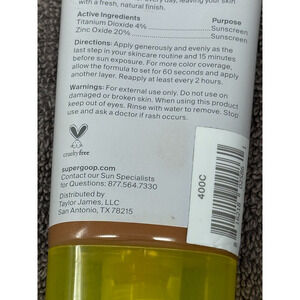 every day, leaving your skin
with a fresh, natural finish.
Active Ingredients Purpose
Titanium Dioxide 4% Sunscreen
Zinc Oxide 20% Sunscreen
Directions: Apply generously and evenly as the
last step in your skincare routine and 15 minutes
before sun exposure. For more color coverage,
allow the formula to set for 60 seconds and apply
another layer. Reapply at least every 2 hours.
Warnings: For external use only. Do not use on
damaged or broken skin. When using this product
keep out of eyes. Rinse with water to remove. Stop
use and ask a doctor if rash occurs.
cruelty free
supergoop.com
Contact our Sun Specialists
for Questions: 877.564.7330
Distributed by
Taylor James, LLC
San Antonio, TX 78215
400C